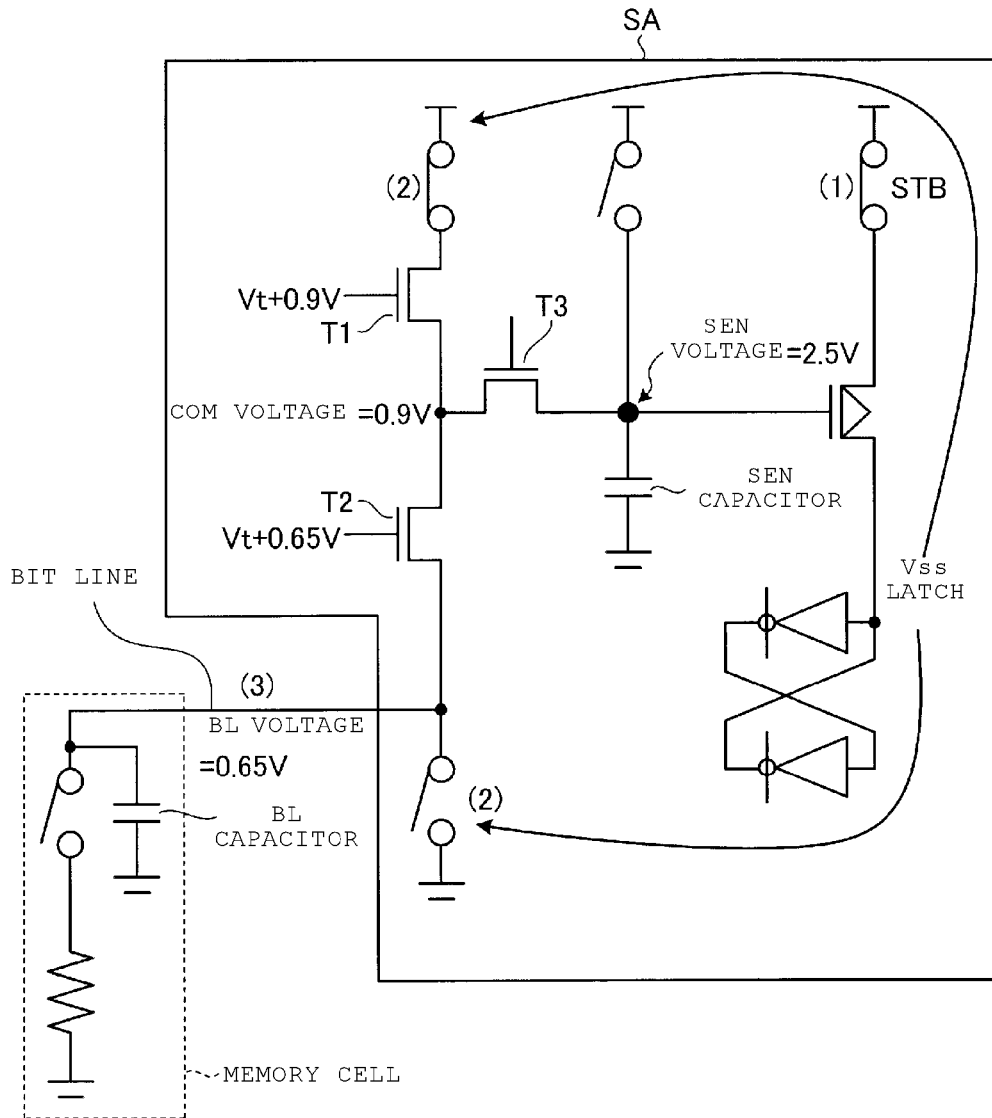 SA
(2)
(1)
STB
Vt+0.9V
T1
T3
SEN
VOLTAGE=2.5V
COM VOLTAGE=0.9V
SEN
CAPACITOR
T2
Vt+0.65V
BIT LINE
Vss
LATCH
(3)
BL VOLTAGE
=0.65V
(2)
BL
CAPACITOR
MEMORY CELL